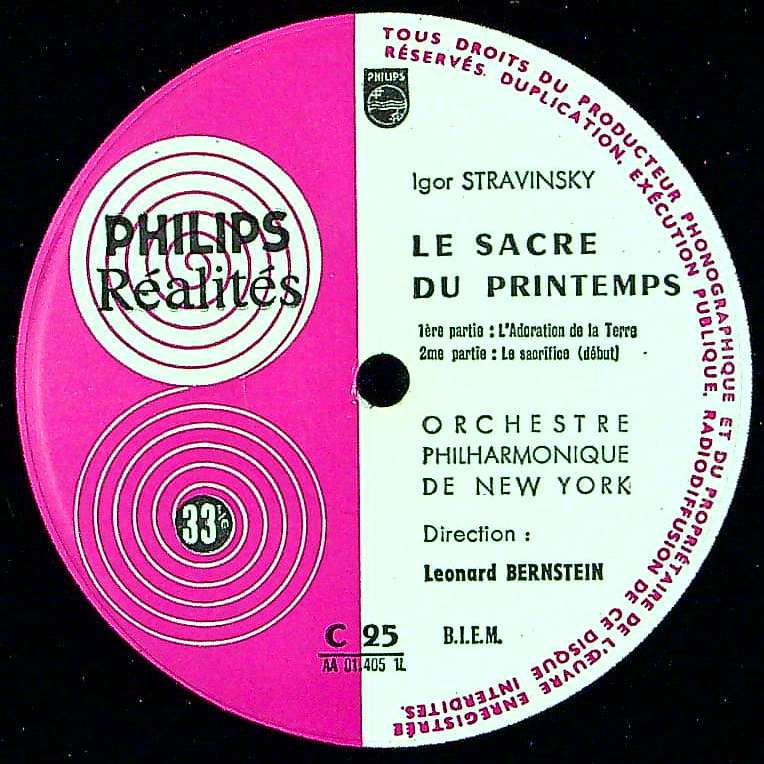 TOUS DROITS DU PRODUCTEUR PHONOGRAPHIQUE ET DU PROPRIÉTAIRE DE L'ŒUVRE ENREGISTRÉE
RÉSERVÉS. DUPLICATION, EXÉCUTION PUBLIQUE, RADIODIFFUSION DE CE DISQUE INTERDITES.
PHILIPS
Igor STRAVINSKY
PHILIPS
Réalités
LE SACRE
DU PRINTEMPS
1ère partie : L'Adoration de la Terre
2me partie : Le sacrifice (début)
ORCHESTRE
PHILHARMONIQUE
DE NEW YORK
33⅓
Direction :
Leonard BERNSTEIN
C 25
B.I.E.M.
AA 01.405 1L